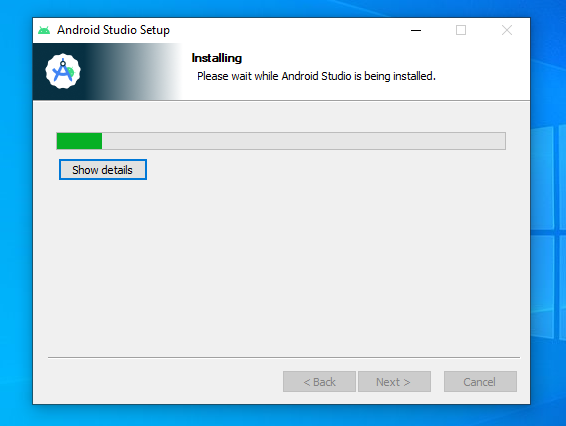 Android Studio Setup
Installing
Please wait while Android Studio is being installed.
Show details
< Back
Next >
Cancel